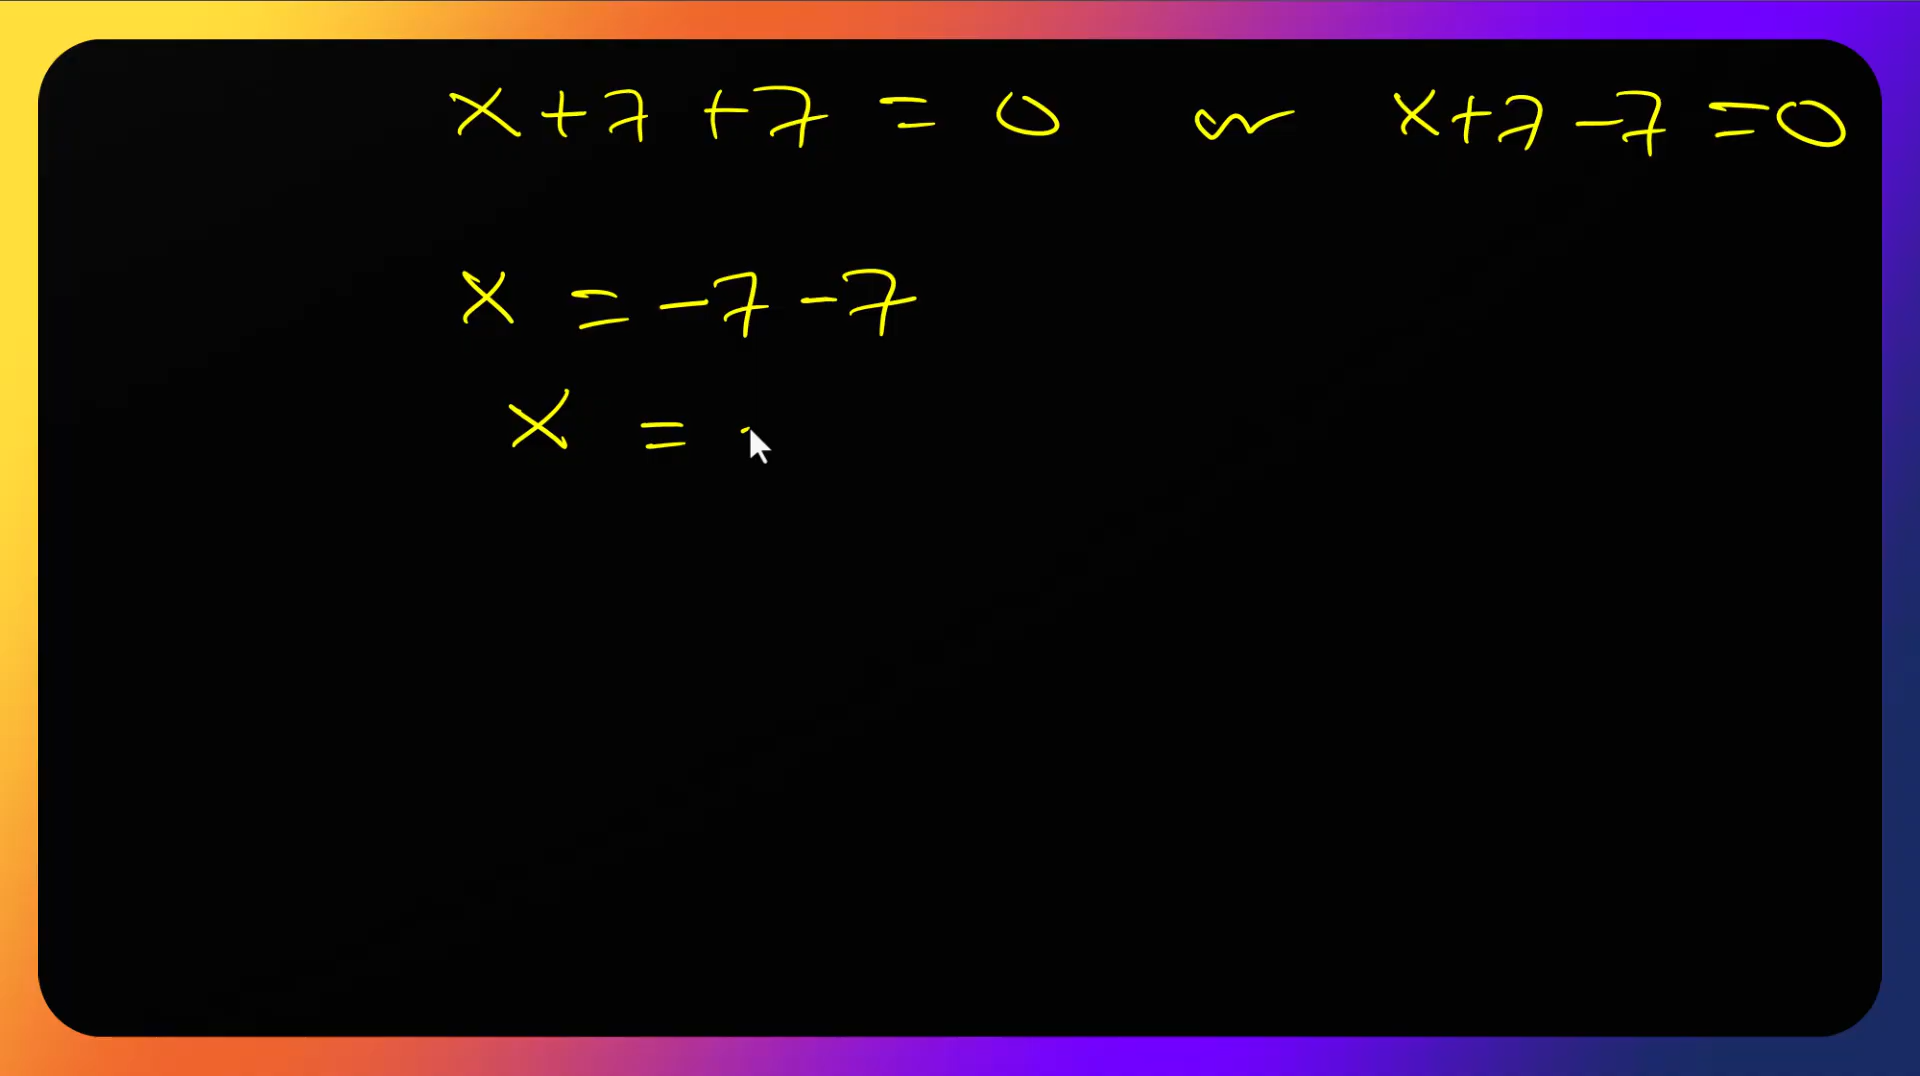 x+7 +7 = 0 or x+7 -7 =0
x = -7 -7
x =